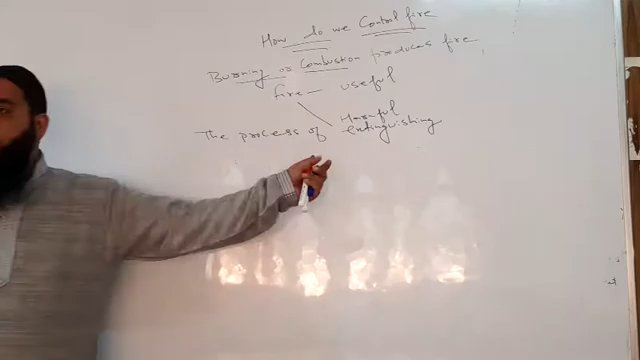 How do we Control fire
Burning or Combustion produces fire
fire — useful
Harmful
The process of extinguishing